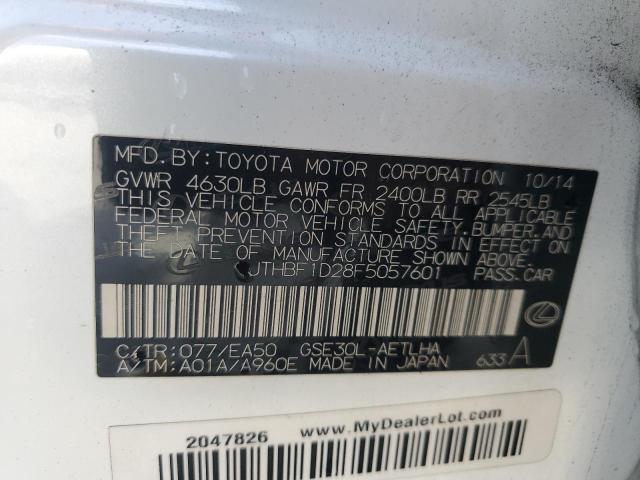 MFD. BY: TOYOTA MOTOR CORPORATION 10/14
GVWR 4630LB GAWR FR 2400LB RR 2545LB
THIS VEHICLE CONFORMS TO ALL APPLICABLE
FEDERAL MOTOR VEHICLE SAFETY, BUMPER, AND
THEFT PREVENTION STANDARDS IN EFFECT ON
THE DATE OF MANUFACTURE SHOWN ABOVE.
JTHBF1D28F5057601 PASS.CAR
C/TR: 077/EA50 GSE30L-AETLHA
A/TM: A01A/A960E MADE IN JAPAN 633 A
2047826 www.MyDealerLot.com